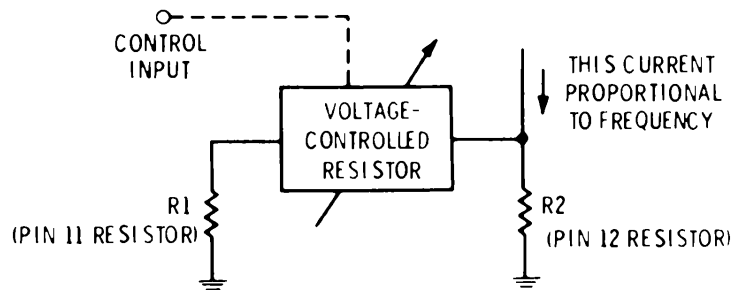 CONTROL
INPUT
VOLTAGE-
CONTROLLED
RESISTOR
THIS CURRENT
PROPORTIONAL
TO FREQUENCY
R1
(PIN 11 RESISTOR)
R2
(PIN 12 RESISTOR)